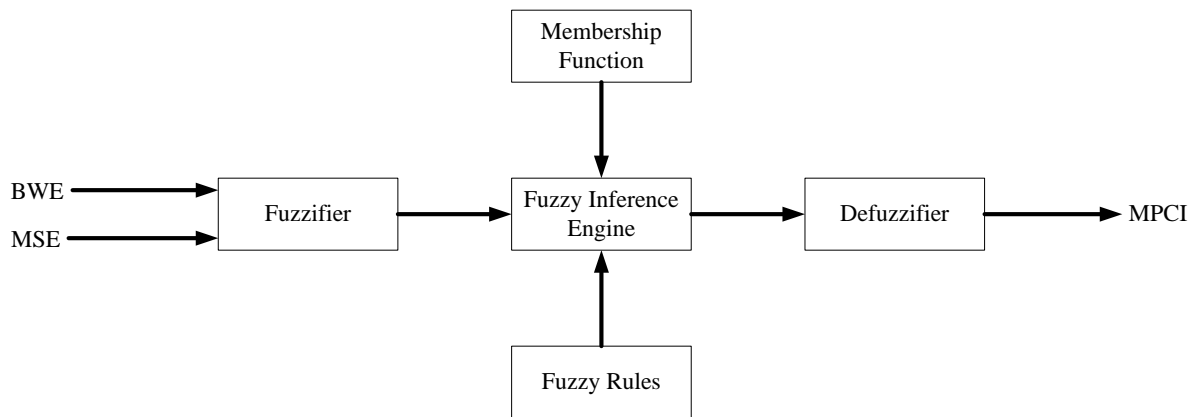 Membership
Function
BWE
MSE
Fuzzifier
Fuzzy Inference
Engine
Defuzzifier
MPCI
Fuzzy Rules